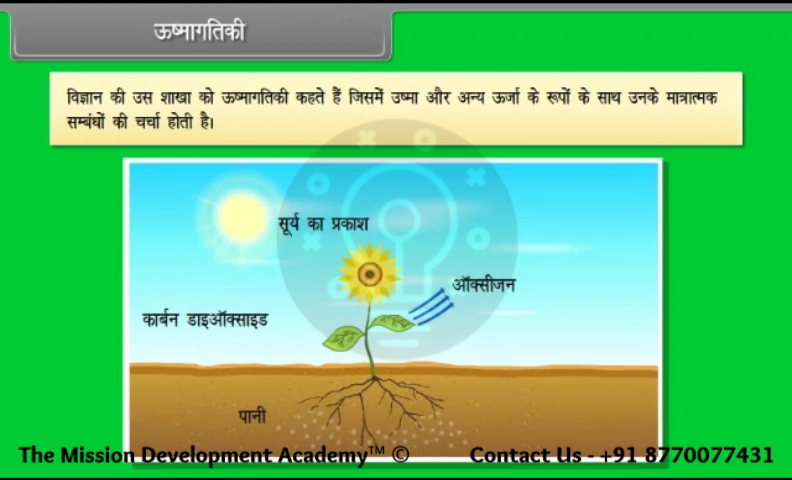 ऊष्मागतिकी
विज्ञान की उस शाखा को ऊष्मागतिकी कहते हैं जिसमें उष्मा और अन्य ऊर्जा के रूपों के साथ उनके मात्रात्मक
सम्बंधों की चर्चा होती है।
सूर्य का प्रकाश
ऑक्सीजन
कार्बन डाइऑक्साइड
पानी
The Mission Development Academy™ © Contact Us - +91 8770077431